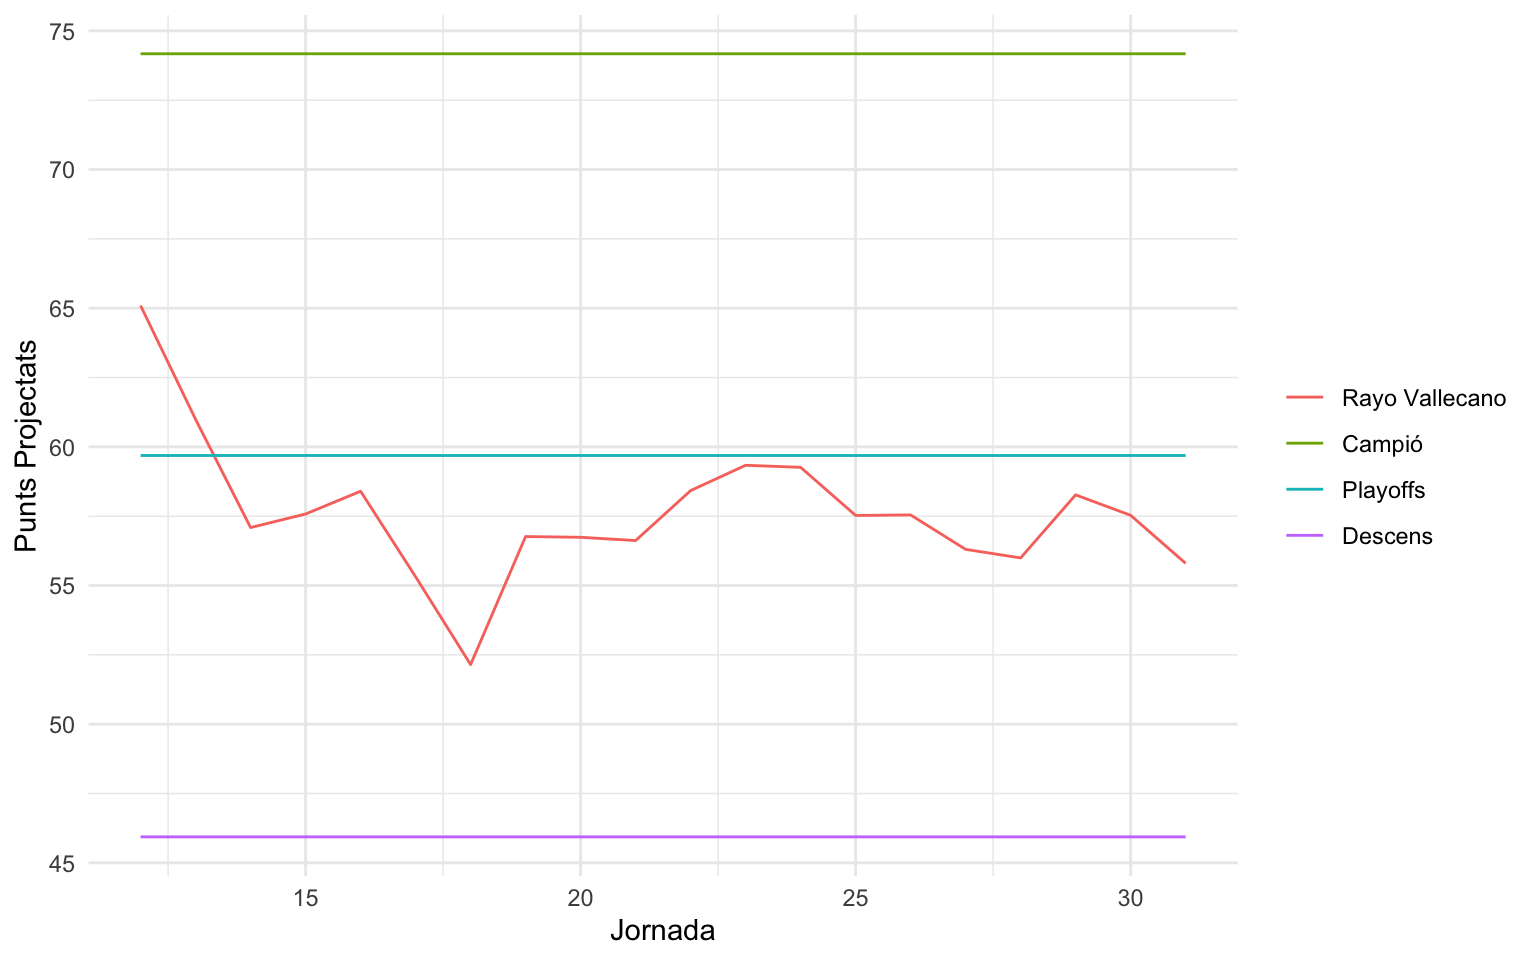 75
70
65
60
55
50
45
Punts Projectats
15 20 25 30
Jornada
Rayo Vallecano
Campió
Playoffs
Descens